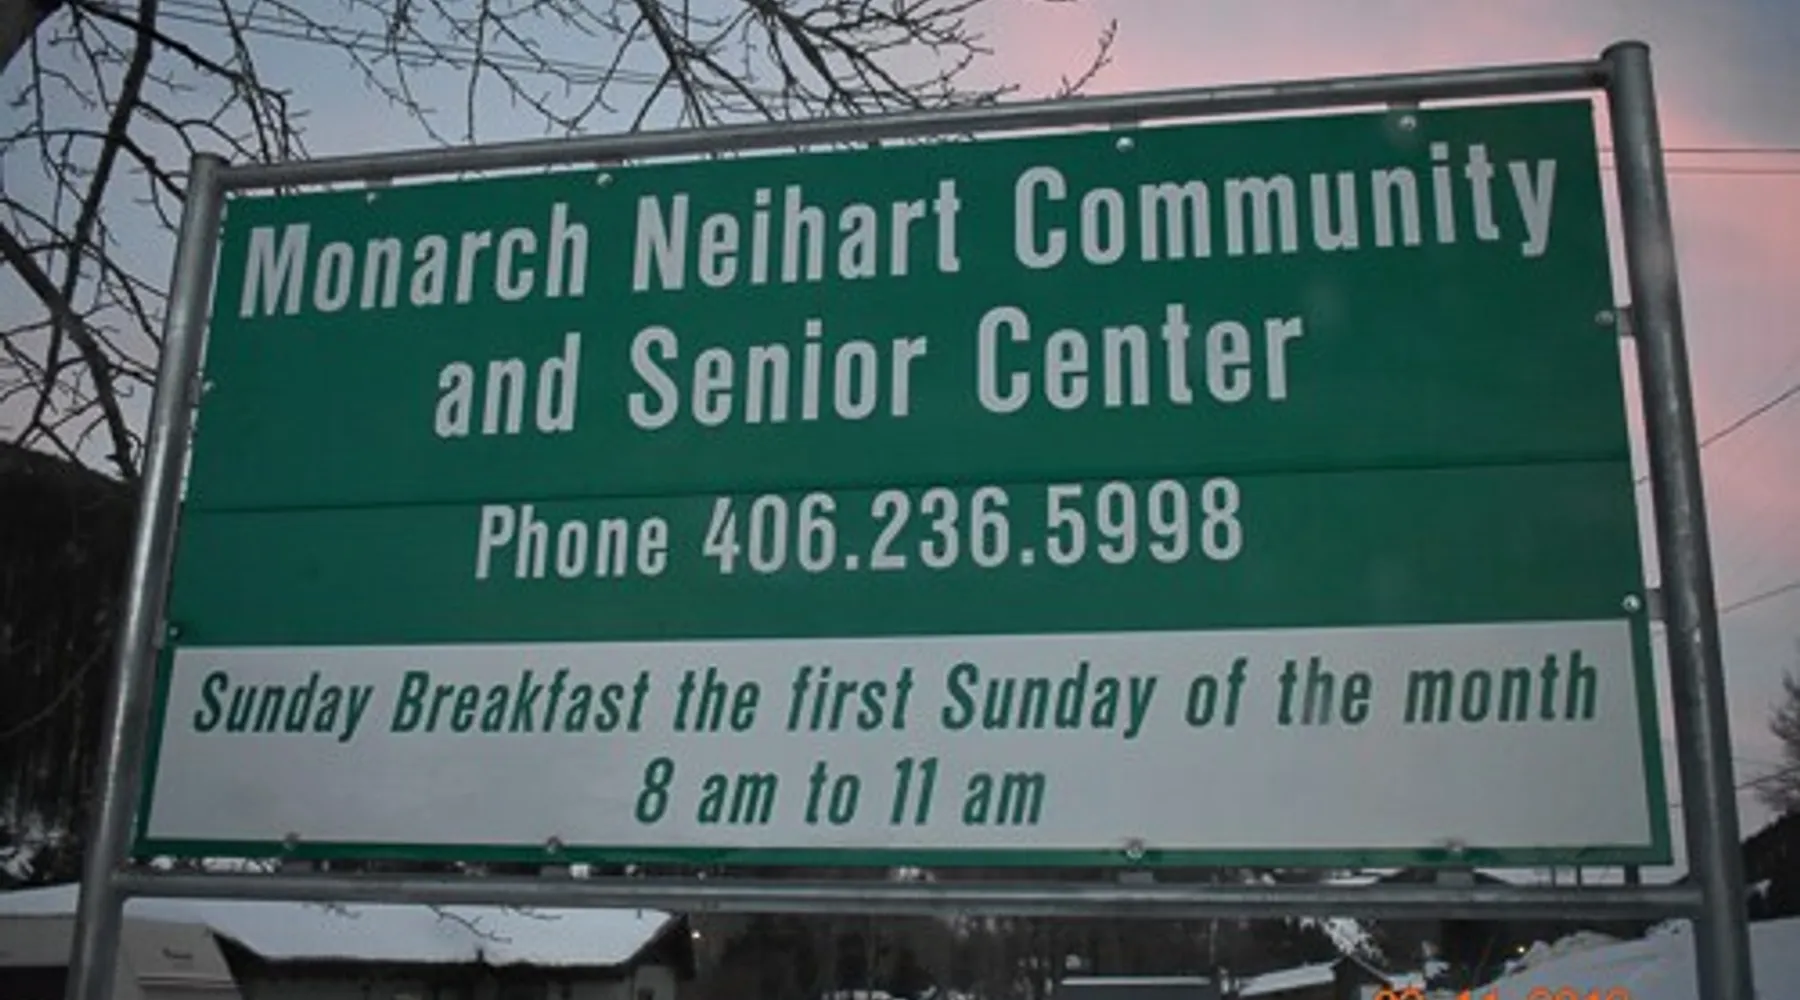 Monarch Neihart Community
and Senior Center
Phone 406.236.5998
Sunday Breakfast the first Sunday of the month
8 am to 11 am